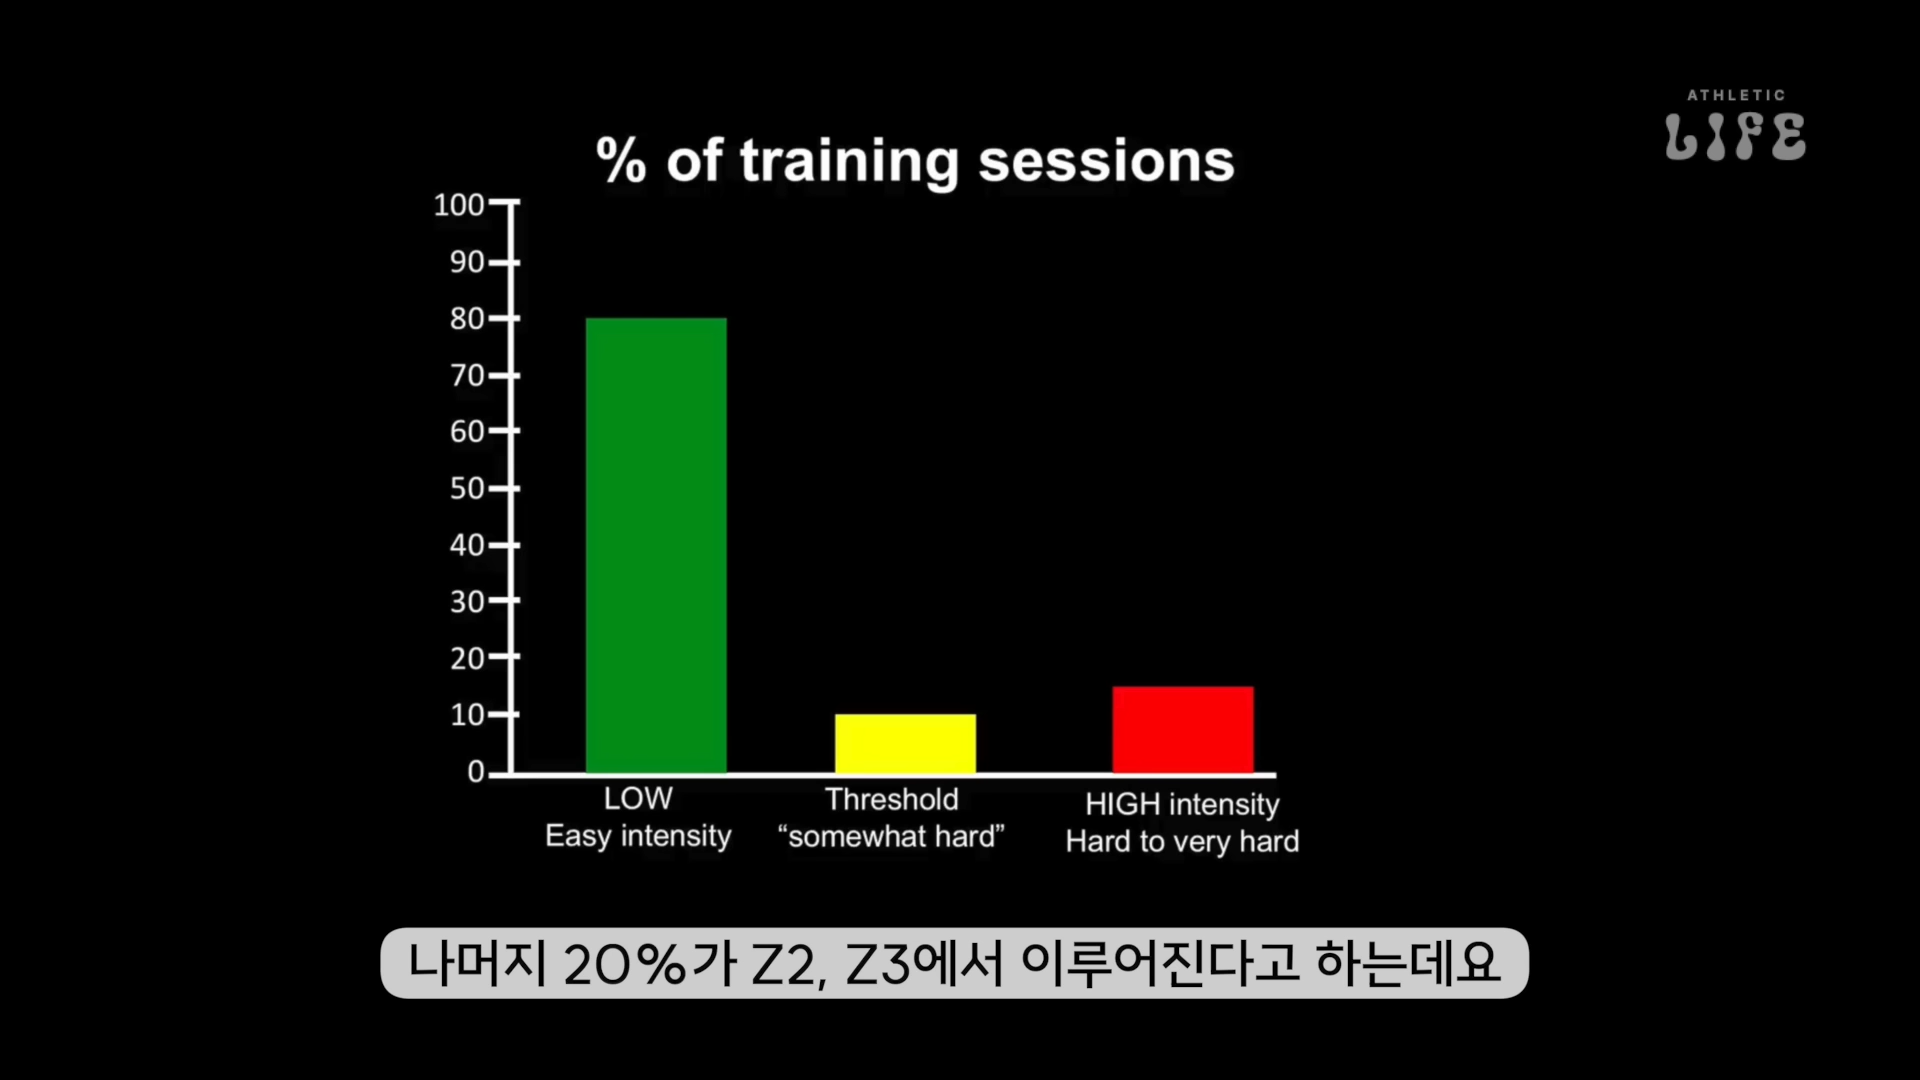 ATHLETIC
LIFE
% of training sessions
100
90
80
70
60
50
40
30
20
10
0
LOW
Easy intensity
Threshold
“somewhat hard”
HIGH intensity
Hard to very hard
나머지 20%가 Z2, Z3에서 이루어진다고 하는데요